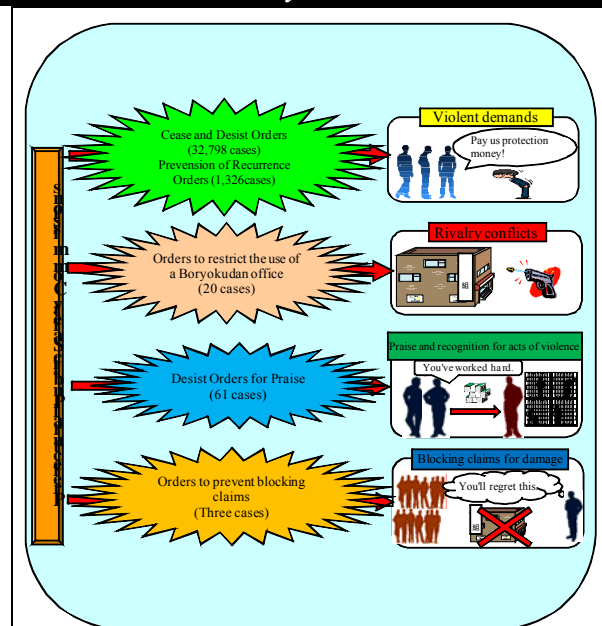 Cease and Desist Orders
(32,798 cases)
Prevension of Recurrence
Orders (1,326cases)
Violent demands
Pay us protection
money!
Orders to restrict the use of
a Boryokudan office
(20 cases)
Rivalry conflicts
組
Desist Orders for Praise
(61 cases)
Praise and recognition for acts of violence
You've worked hard.
Orders to prevent blocking
claims
(Three cases)
Blocking claims for damage
You'll regret this.
組